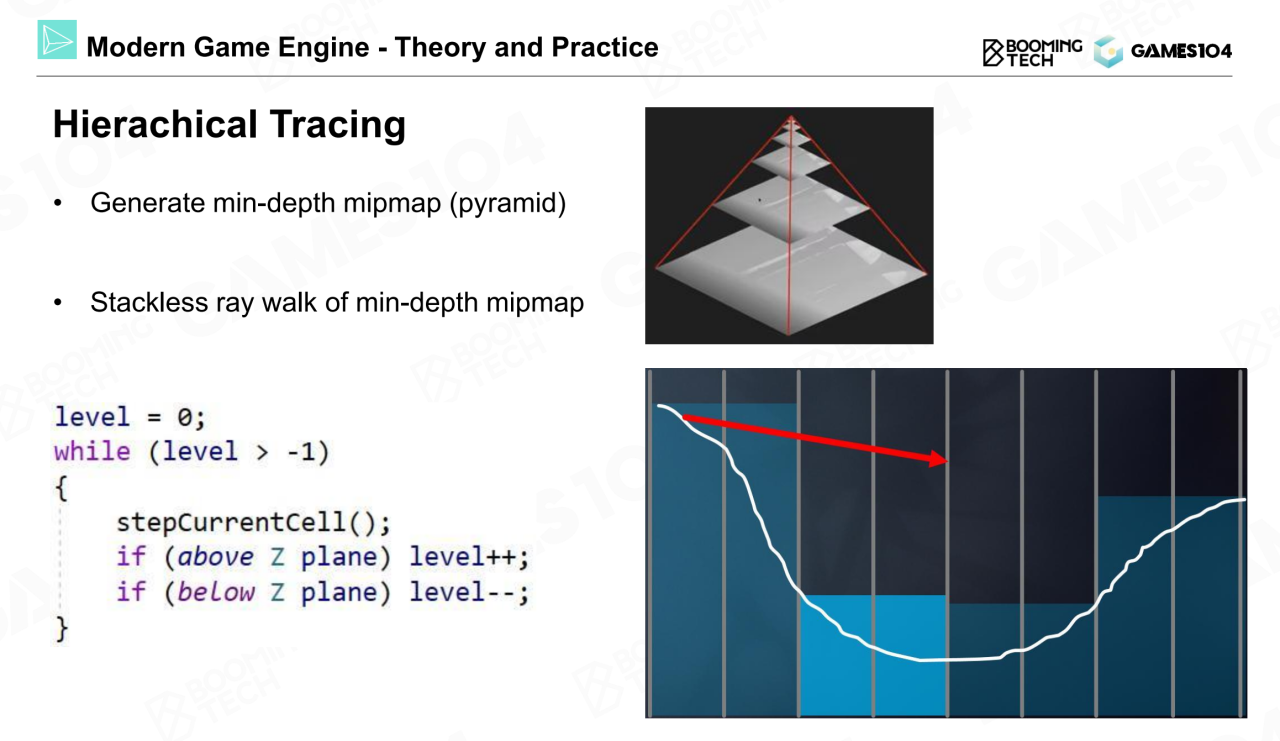 Modern Game Engine - Theory and Practice
BOOMING TECH
GAMES104
Hierachical Tracing
• Generate min-depth mipmap (pyramid)
• Stackless ray walk of min-depth mipmap
level = 0;
while (level > -1)
{
    stepCurrentCell();
    if (above Z plane) level++;
    if (below Z plane) level--;
}